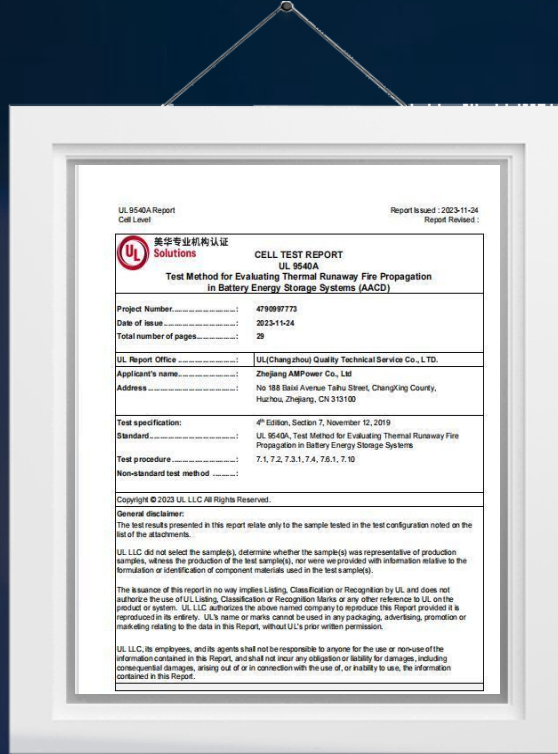 UL 9540A Report
Cell Level
Report Issued : 2023-11-24
Report Revised :
UL
美华专业机构认证
Solutions
CELL TEST REPORT
UL 9540A
Test Method for Evaluating Thermal Runaway Fire Propagation
in Battery Energy Storage Systems (AACD)
Project Number............................: 4790997773
Date of issue...............................: 2023-11-24
Total number of pages...................: 29
UL Report Office ..........................: UL(Changzhou) Quality Technical Service Co., LTD.
Applicant's name..........................: Zhejiang AMPower Co., Ltd
Address.......................................: No 188 Baixi Avenue Taihu Street, ChangXing County,
Huzhou, Zhejiang, CN 313100
Test specification: 4th Edition, Section 7, November 12, 2019
Standard.....................................: UL 9540A, Test Method for Evaluating Thermal Runaway Fire
Propagation in Battery Energy Storage Systems
Test procedure.............................: 7.1, 7.2, 7.3.1, 7.4, 7.6.1, 7.10
Non-standard test method ..........:
Copyright © 2023 UL LLC All Rights Reserved.
General disclaimer:
The test results presented in this report relate only to the sample tested in the test configuration noted on the
list of the attachments.
UL LLC did not select the sample(s), determine whether the sample(s) was representative of production
samples, witness the production of the test sample(s), nor were we provided with information relative to the
formulation or identification of component materials used in the test sample(s).
The issuance of this report in no way implies Listing, Classification or Recognition by UL and does not
authorize the use of UL Listing, Classification or Recognition Marks or any other reference to UL on the
product or system. UL LLC authorizes the above named company to reproduce this Report provided it is
reproduced in its entirety. UL's name or marks cannot be used in any packaging, advertising, promotion or
marketing relating to the data in this Report, without UL's prior written permission.
UL LLC, its employees, and its agents shall not be responsible to anyone for the use or non-use of the
information contained in this Report, and shall not incur any obligation or liability for damages, including
consequential damages, arising out of or in connection with the use of, or inability to use, the information
contained in this Report.